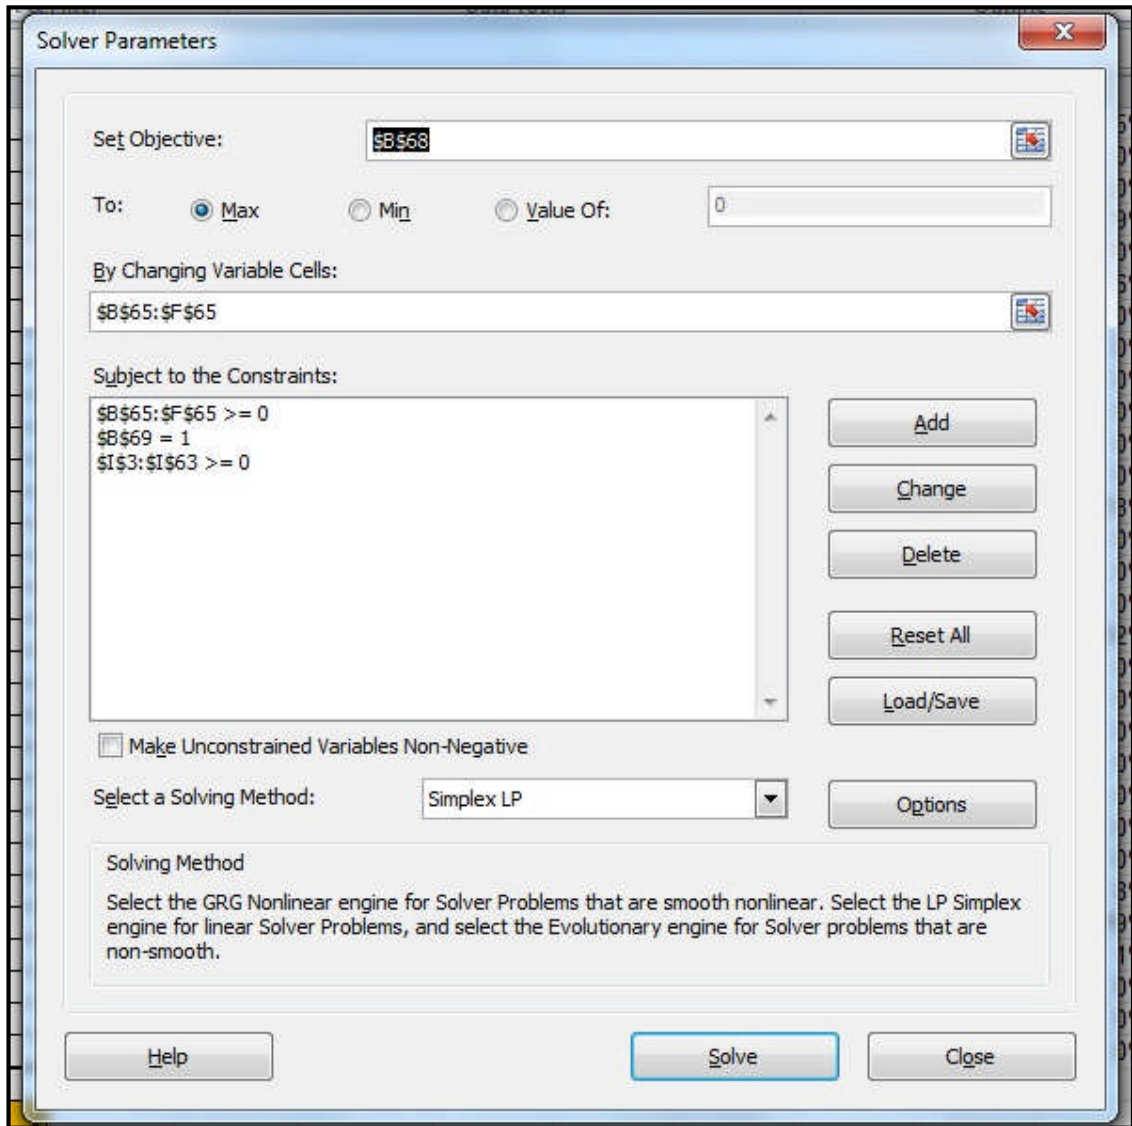 Solver Parameters
Set Objective: $B$68
To: Max Min Value Of: 0
By Changing Variable Cells:
$B$65:$F$65
Subject to the Constraints:
$B$65:$F$65 >= 0
$B$69 = 1
$I$3:$I$63 >= 0
Add
Change
Delete
Reset All
Load/Save
Make Unconstrained Variables Non-Negative
Select a Solving Method: Simplex LP Options
Solving Method
Select the GRG Nonlinear engine for Solver Problems that are smooth nonlinear. Select the LP Simplex
engine for linear Solver Problems, and select the Evolutionary engine for Solver problems that are
non-smooth.
Help Solve Close